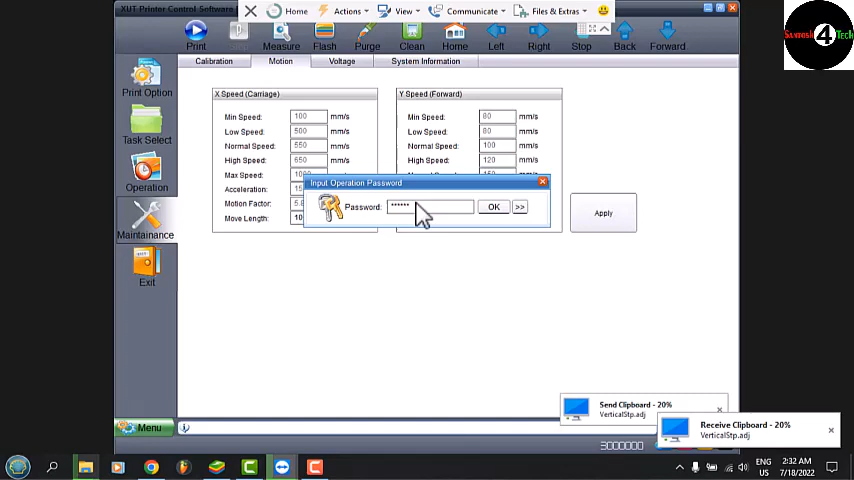 XUT Printer Control Software
Home Actions View Communicate Files & Extras
Santosh
4
Tech
Print Measure Flash Purge Clean Home Left Right Stop Back Forward
Calibration Motion Voltage System Information
Print Option
Task Select
Operation
Maintainance
Exit
X Speed (Carriage)
Min Speed: 100 mm/s
Low Speed: 500 mm/s
Normal Speed: 550 mm/s
High Speed: 650 mm/s
Max Speed: mm/s
Acceleration:
Motion Factor:
Move Length:
Y Speed (Forward)
Min Speed: 80 mm/s
Low Speed: 80 mm/s
Normal Speed: 100 mm/s
High Speed: 120 mm/s
Input Operation Password
Password: ****** OK >>
Apply
Send Clipboard - 20%
VerticalStp.adj
Receive Clipboard - 20%
VerticalStp.adj
Menu
ENG
US
2:32 AM
7/18/2022